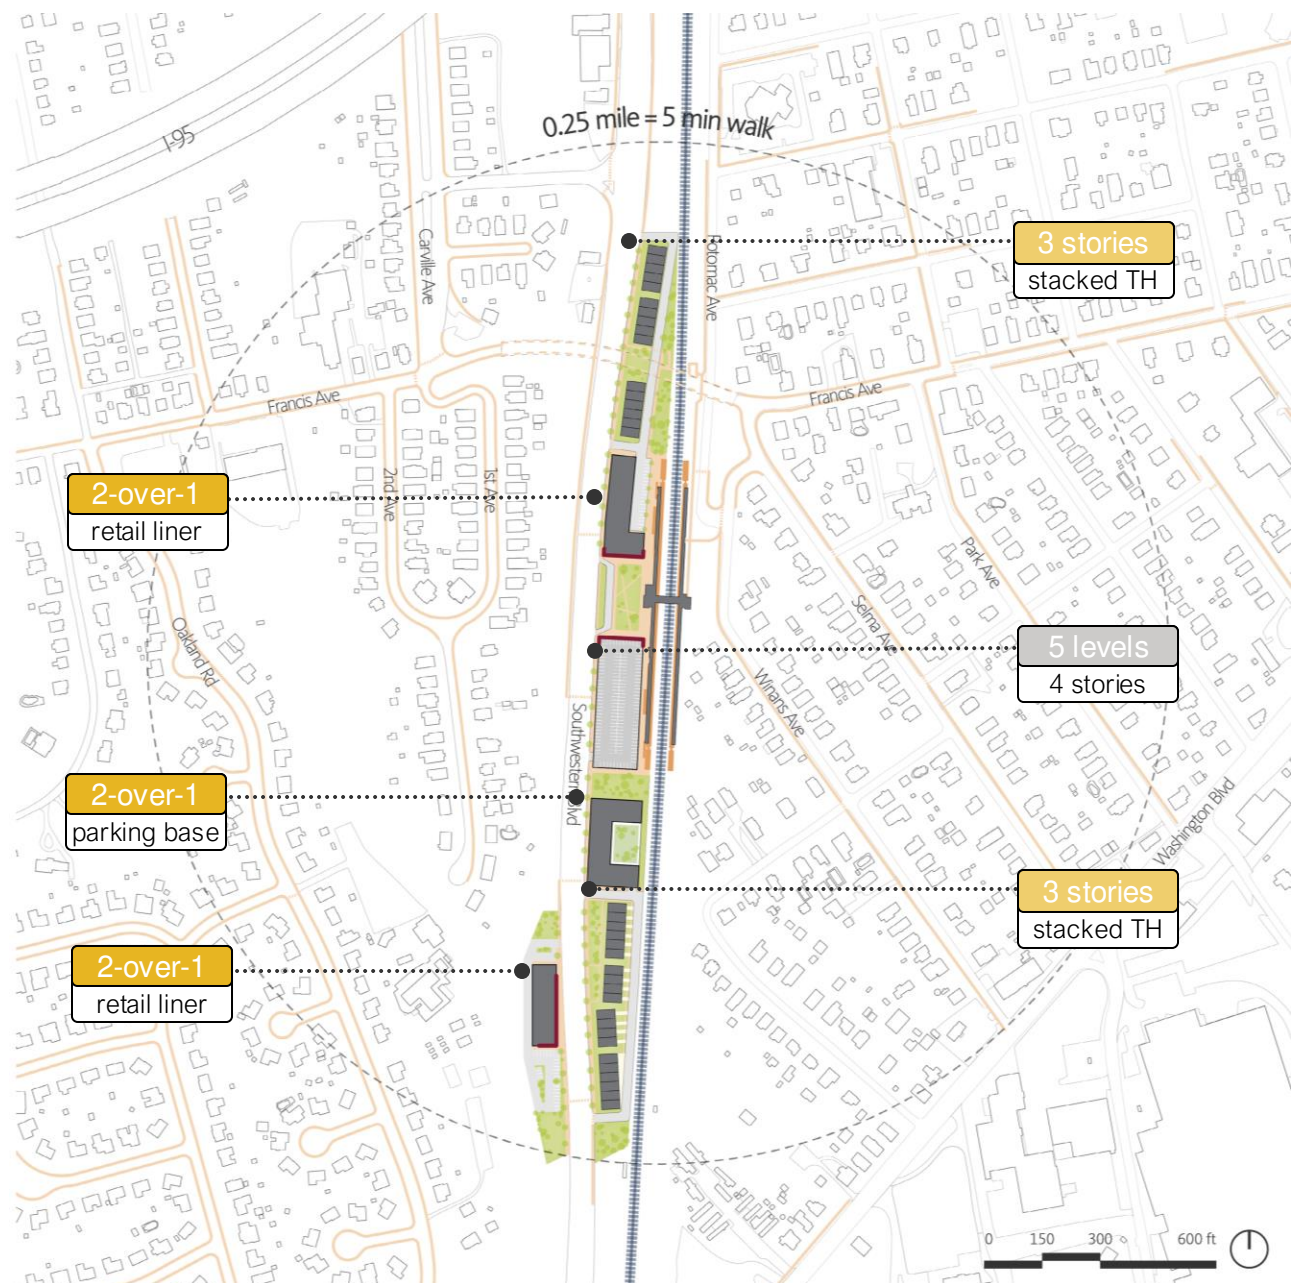 I-95
0.25 mile = 5 min walk
3 stories
stacked TH
Carville Ave
Potomac Ave
Francis Ave
Francis Ave
2-over-1
retail liner
2nd Ave
1st Ave
Park Ave
Selma Ave
Oakland Rd
5 levels
4 stories
Winans Ave
Southwestern Blvd
2-over-1
parking base
Washington Blvd
3 stories
stacked TH
2-over-1
retail liner
0 150 300 600 ft